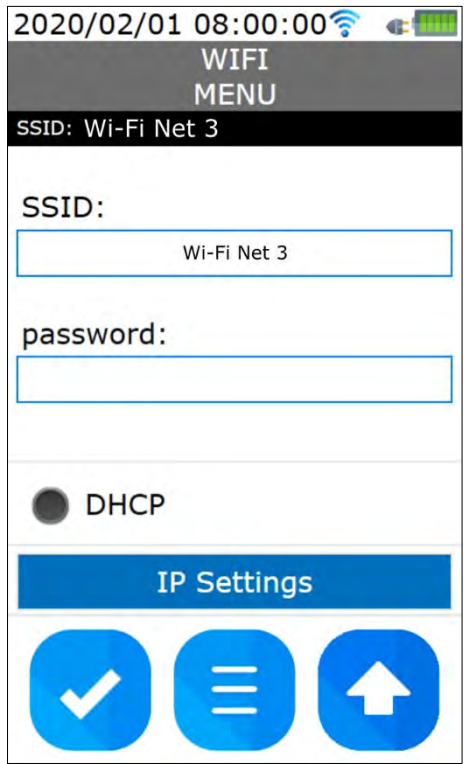 2020/02/01 08:00:00
WIFI
MENU
SSID: Wi-Fi Net 3
SSID:
Wi-Fi Net 3
password:
DHCP
IP Settings